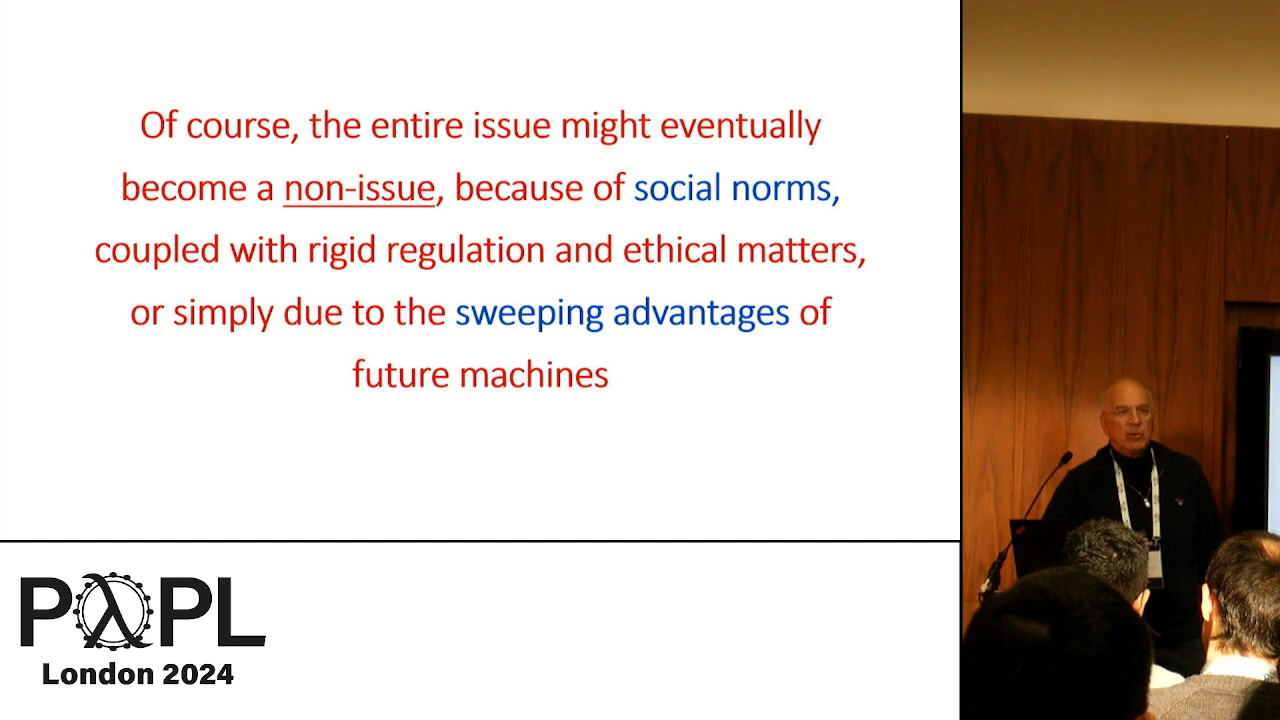 Of course, the entire issue might eventually
become a non-issue, because of social norms,
coupled with rigid regulation and ethical matters,
or simply due to the sweeping advantages of
future machines
PλPL
London 2024